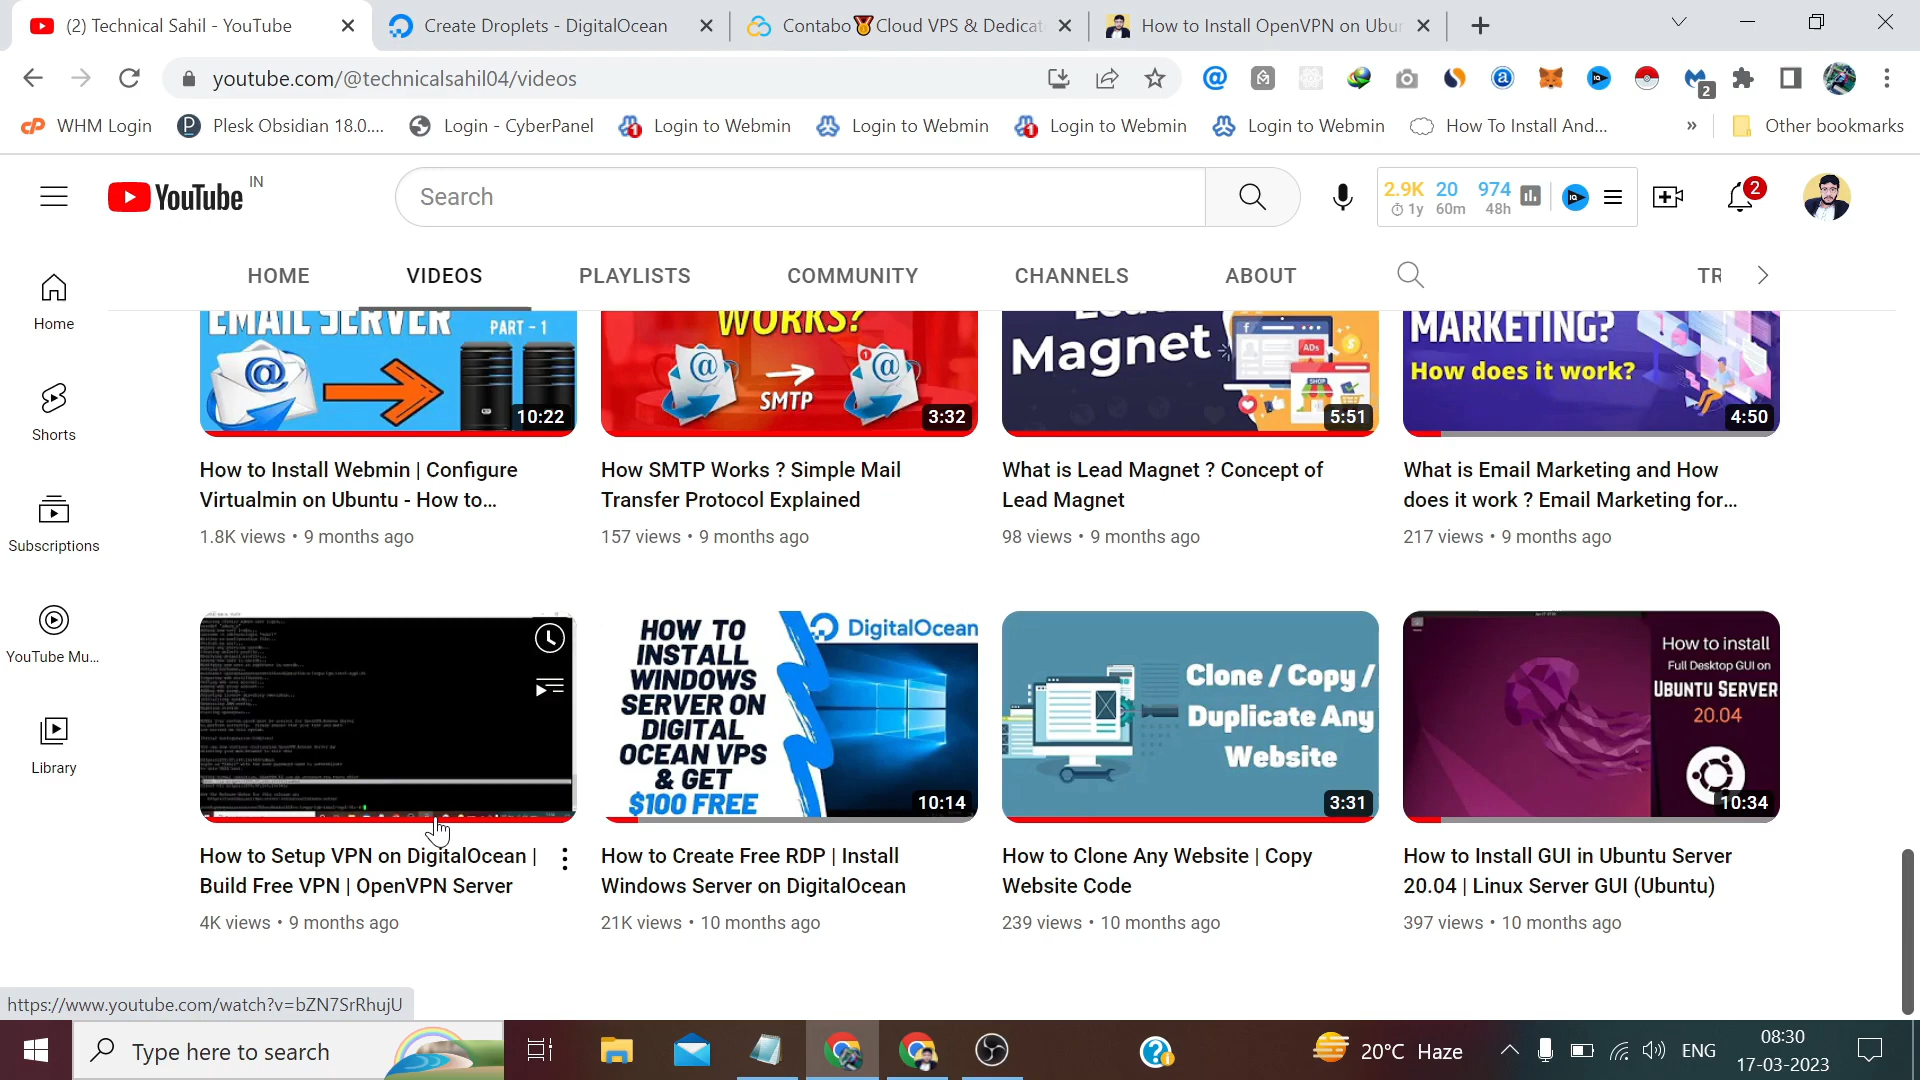 (2) Technical Sahil - YouTube
Create Droplets - DigitalOcean
Contabo🏅Cloud VPS & Dedicat
How to Install OpenVPN on Ubur
youtube.com/@technicalsahil04/videos
2
WHM Login
Plesk Obsidian 18.0....
Login - CyberPanel
Login to Webmin
Login to Webmin
Login to Webmin
Login to Webmin
How To Install And...
»
Other bookmarks
YouTube IN
Search
2.9K 20 974
1y 60m 48h
2
HOME
VIDEOS
PLAYLISTS
COMMUNITY
CHANNELS
ABOUT
TR
Home
Shorts
Subscriptions
YouTube Mu...
Library
EMAIL SERVER
PART - 1
10:22
WORKS?
SMTP
3:32
Lead
Magnet
ADs
SHOP
5:51
MARKETING?
How does it work?
4:50
How to Install Webmin | Configure
Virtualmin on Ubuntu - How to...
1.8K views • 9 months ago
How SMTP Works ? Simple Mail
Transfer Protocol Explained
157 views • 9 months ago
What is Lead Magnet ? Concept of
Lead Magnet
98 views • 9 months ago
What is Email Marketing and How
does it work ? Email Marketing for...
217 views • 9 months ago
HOW TO
INSTALL
WINDOWS
SERVER ON
DIGITAL
OCEAN VPS
& GET
$100 FREE
DigitalOcean
10:14
Clone / Copy /
Duplicate Any
Website
3:31
How to install
Full Desktop GUI on
UBUNTU SERVER
20.04
10:34
How to Setup VPN on DigitalOcean |
Build Free VPN | OpenVPN Server
4K views • 9 months ago
How to Create Free RDP | Install
Windows Server on DigitalOcean
21K views • 10 months ago
How to Clone Any Website | Copy
Website Code
239 views • 10 months ago
How to Install GUI in Ubuntu Server
20.04 | Linux Server GUI (Ubuntu)
397 views • 10 months ago
https://www.youtube.com/watch?v=bZN7SrRhujU
Type here to search
20°C Haze
ENG
08:30
17-03-2023